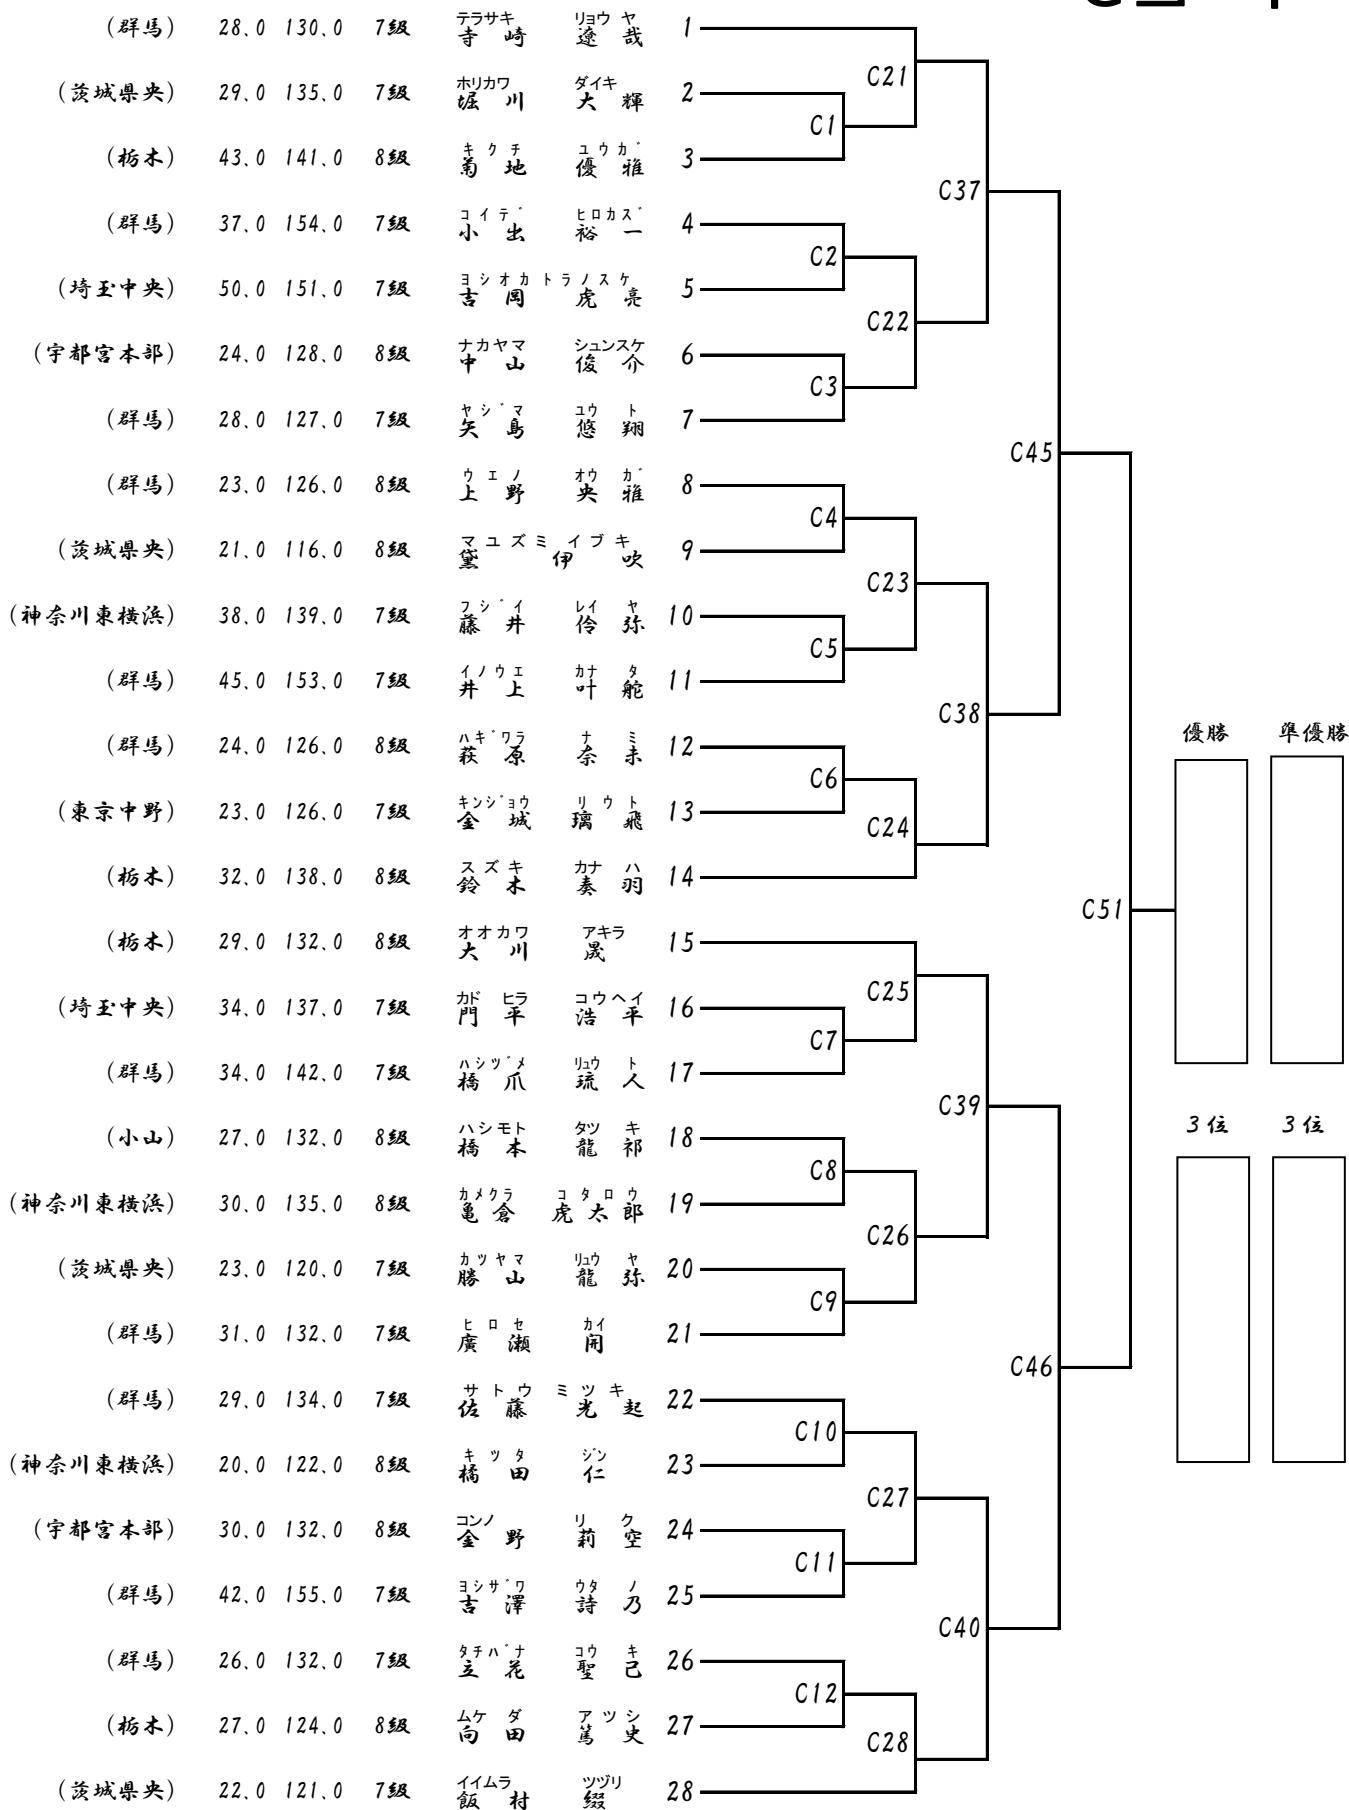 (群馬) 28.0 130.0 7級 テラサキ リョウヤ 寺崎 遼哉 1
C21
(茨城県央) 29.0 135.0 7級 ホリカワ ダイキ 堀川 大輝 2
C1
(栃木) 43.0 141.0 8級 キクチ ユウガ 菊地 優雅 3
C37
(群馬) 37.0 154.0 7級 コイデ ヒロカズ 小出 裕一 4
C2
(埼玉中央) 50.0 151.0 7級 ヨシオカ トラノスケ 吉岡 虎亮 5
C22
(宇都宮本部) 24.0 128.0 8級 ナカヤマ シュンスケ 中山 俊介 6
C3
(群馬) 28.0 127.0 7級 ヤジマ ユウト 矢島 悠翔 7
C45
(群馬) 23.0 126.0 8級 ウエノ オウガ 上野 央雅 8
C4
(茨城県央) 21.0 116.0 8級 マユズミ イブキ 黛 伊吹 9
C23
(神奈川東横浜) 38.0 139.0 7級 フジイ レイヤ 藤井 伶弥 10
C5
(群馬) 45.0 153.0 7級 イノウエ カナタ 井上 叶舵 11
C38
(群馬) 24.0 126.0 8級 ハギワラ ナミ 萩原 奈未 12
優勝 準優勝
C6
(東京中野) 23.0 126.0 7級 キンジョウ リウト 金城 璃飛 13
C24
(栃木) 32.0 138.0 8級 スズキ カナハ 鈴木 奏羽 14
C51
(栃木) 29.0 132.0 8級 オオカワ アキラ 大川 晟 15
C25
(埼玉中央) 34.0 137.0 7級 カドヒラ コウヘイ 門平 浩平 16
C7
(群馬) 34.0 142.0 7級 ハシヅメ リュウト 橋爪 琉人 17
C39
3位 3位
(小山) 27.0 132.0 8級 ハシモト タツキ 橋本 龍祁 18
C8
(神奈川東横浜) 30.0 135.0 8級 カメクラ コタロウ 亀倉 虎太郎 19
C26
(茨城県央) 23.0 120.0 7級 カツヤマ リュウヤ 勝山 龍弥 20
C9
(群馬) 31.0 132.0 7級 ヒロセ カイ 廣瀬 開 21
C46
(群馬) 29.0 134.0 7級 サトウ ミツキ 佐藤 光起 22
C10
(神奈川東横浜) 20.0 122.0 8級 キツタ ジン 橘田 仁 23
C27
(宇都宮本部) 30.0 132.0 8級 コンノ リク 金野 莉空 24
C11
(群馬) 42.0 155.0 7級 ヨシザワ ウタノ 吉澤 詩乃 25
C40
(群馬) 26.0 132.0 7級 タチバナ コウキ 立花 聖己 26
C12
(栃木) 27.0 124.0 8級 ムケダ アツシ 向田 篤史 27
C28
(茨城県央) 22.0 121.0 7級 イイムラ ツヅリ 飯村 綴 28